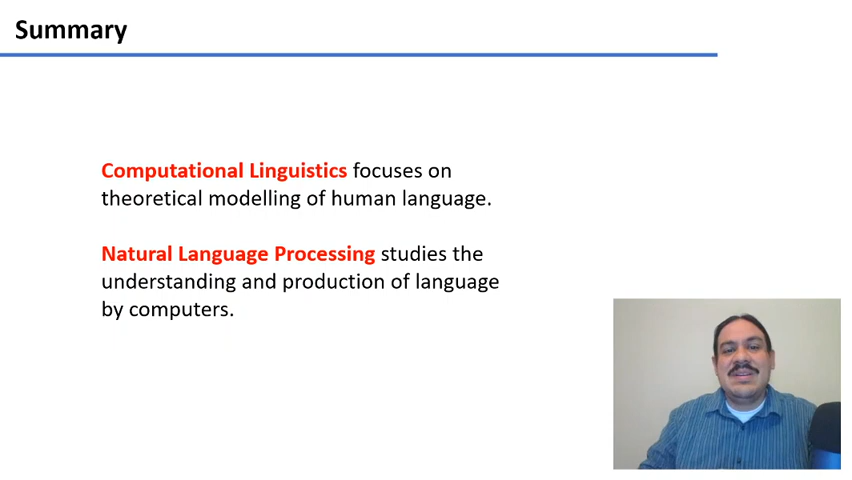 Summary
Computational Linguistics focuses on
theoretical modelling of human language.
Natural Language Processing studies the
understanding and production of language
by computers.